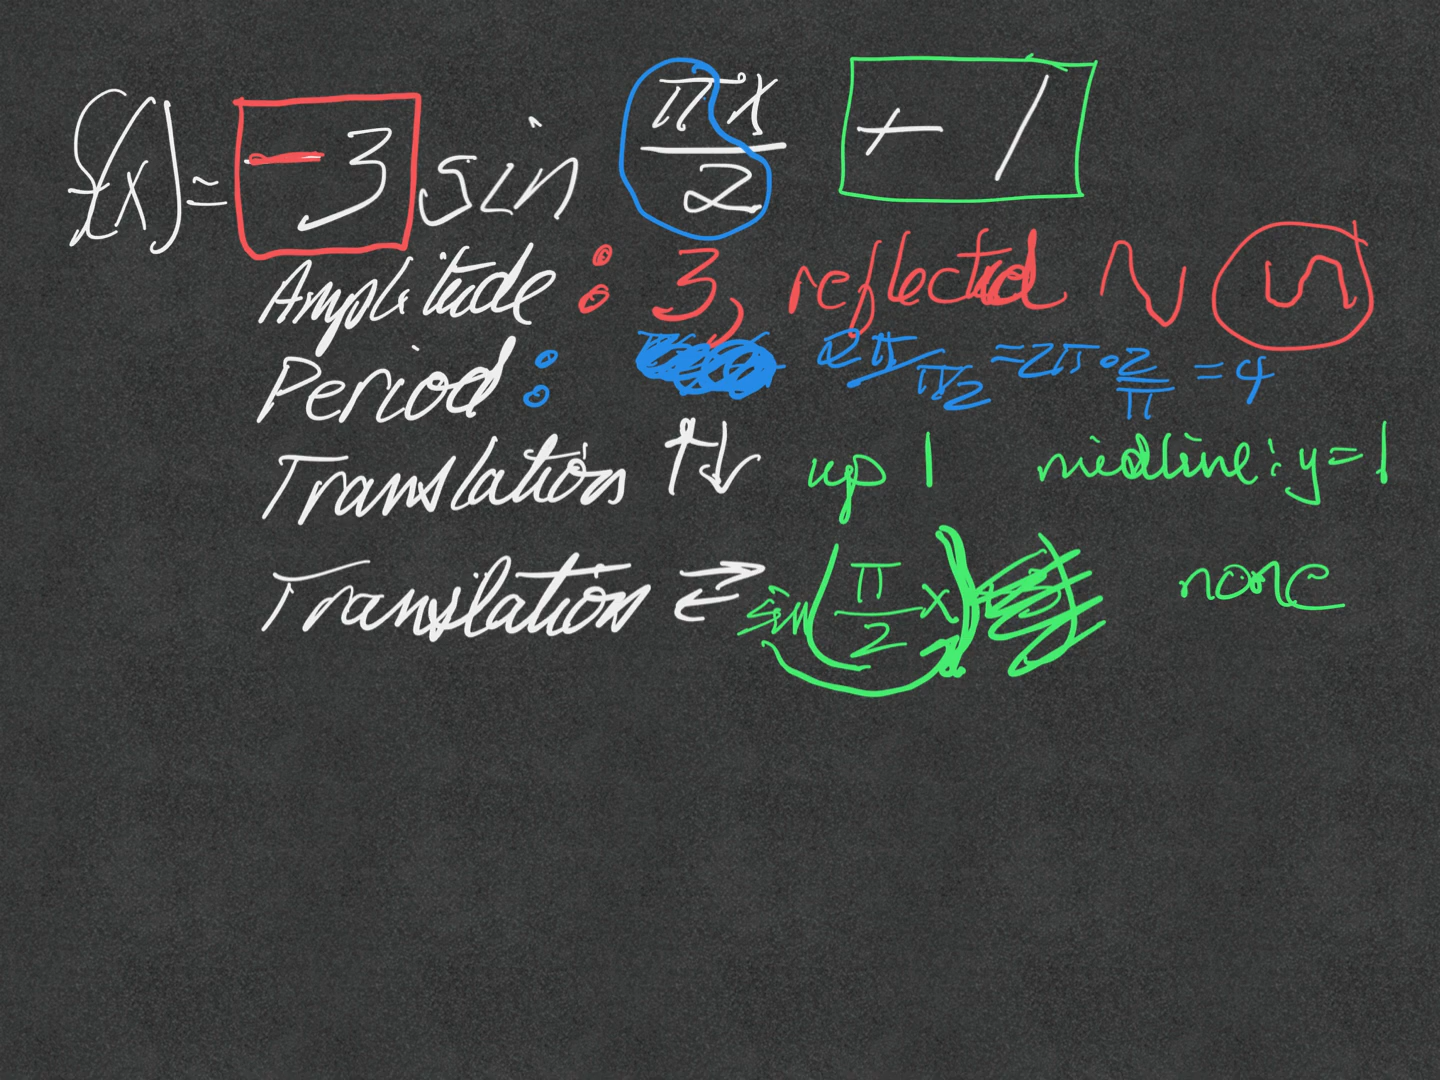 f(x) = -3 sin πx/2 + 1
Amplitude : 3, reflected
Period : 2π/π/2 = 2π · 2/π = 4
Translation ↑↓ up 1 midline: y = 1
Translation ⇄ sin(π/2 x) none